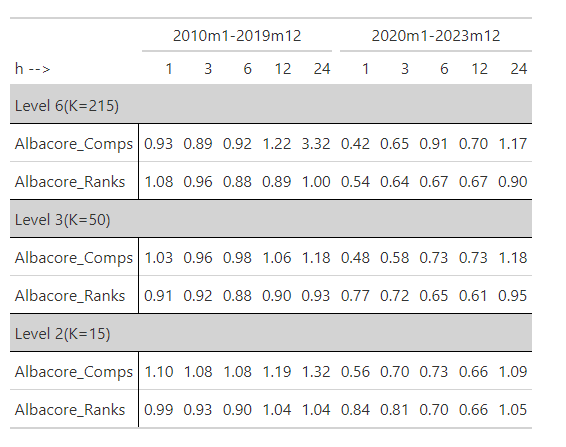 2010m1-2019m12 2020m1-2023m12
h --> 1 3 6 12 24 1 3 6 12 24
Level 6(K=215)
Albacore_Comps 0.93 0.89 0.92 1.22 3.32 0.42 0.65 0.91 0.70 1.17
Albacore_Ranks 1.08 0.96 0.88 0.89 1.00 0.54 0.64 0.67 0.67 0.90
Level 3(K=50)
Albacore_Comps 1.03 0.96 0.98 1.06 1.18 0.48 0.58 0.73 0.73 1.18
Albacore_Ranks 0.91 0.92 0.88 0.90 0.93 0.77 0.72 0.65 0.61 0.95
Level 2(K=15)
Albacore_Comps 1.10 1.08 1.08 1.19 1.32 0.56 0.70 0.73 0.66 1.09
Albacore_Ranks 0.99 0.93 0.90 1.04 1.04 0.84 0.81 0.70 0.66 1.05